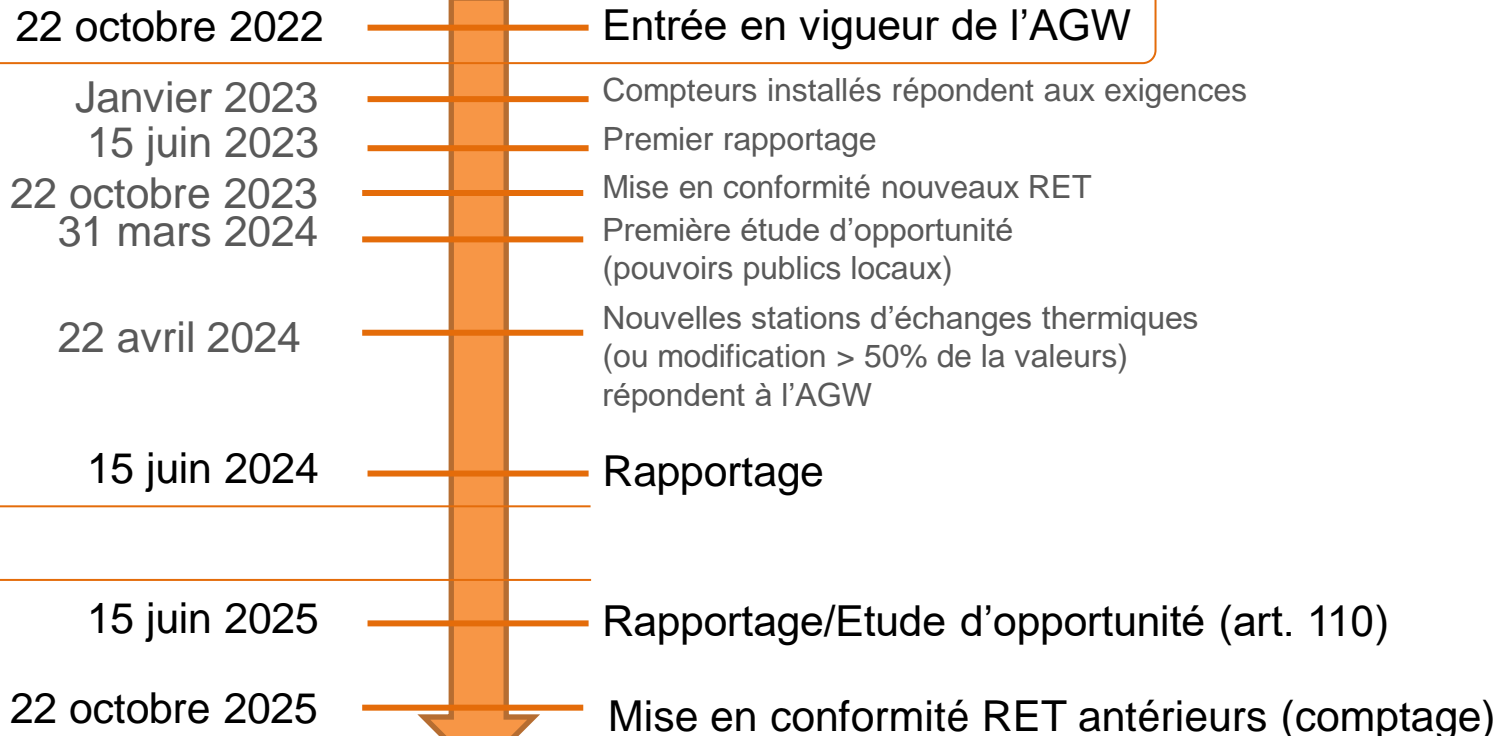 22 octobre 2022 Entrée en vigueur de l’AGW
Janvier 2023 Compteurs installés répondent aux exigences
15 juin 2023 Premier rapportage
22 octobre 2023 Mise en conformité nouveaux RET
31 mars 2024 Première étude d’opportunité
(pouvoirs publics locaux)
22 avril 2024 Nouvelles stations d’échanges thermiques
(ou modification > 50% de la valeurs)
répondent à l’AGW
15 juin 2024 Rapportage
15 juin 2025 Rapportage/Etude d’opportunité (art. 110)
22 octobre 2025 Mise en conformité RET antérieurs (comptage)